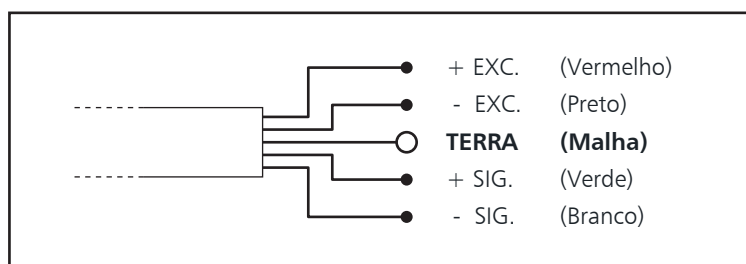 + EXC. (Vermelho)
- EXC. (Preto)
TERRA (Malha)
+ SIG. (Verde)
- SIG. (Branco)